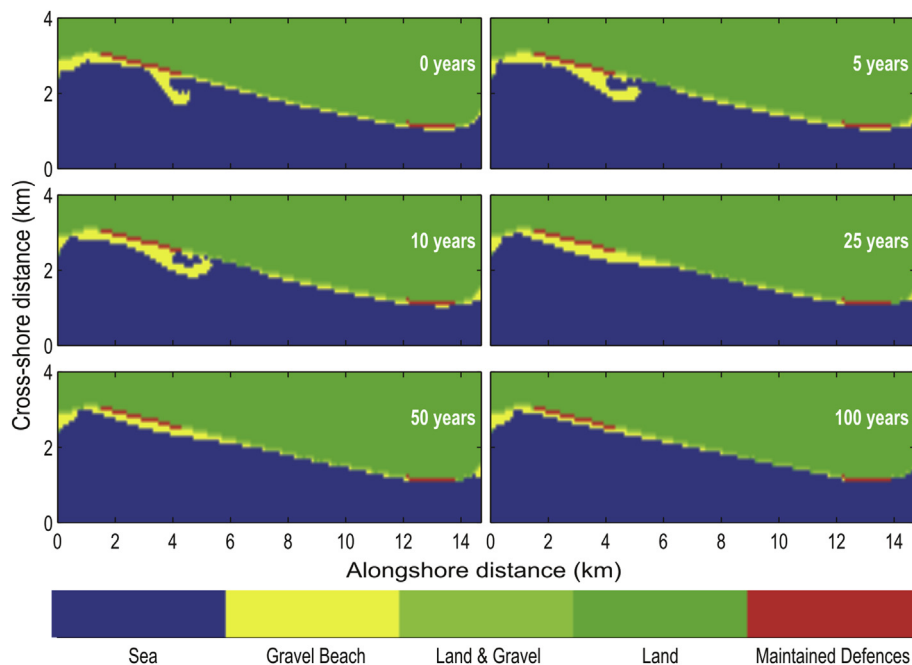 4
2
0
0 years
5 years
4
2
0
10 years
25 years
4
2
0
50 years
100 years
0 2 4 6 8 10 12 14 0 2 4 6 8 10 12 14
Cross-shore distance (km)
Alongshore distance (km)
Sea Gravel Beach Land & Gravel Land Maintained Defences